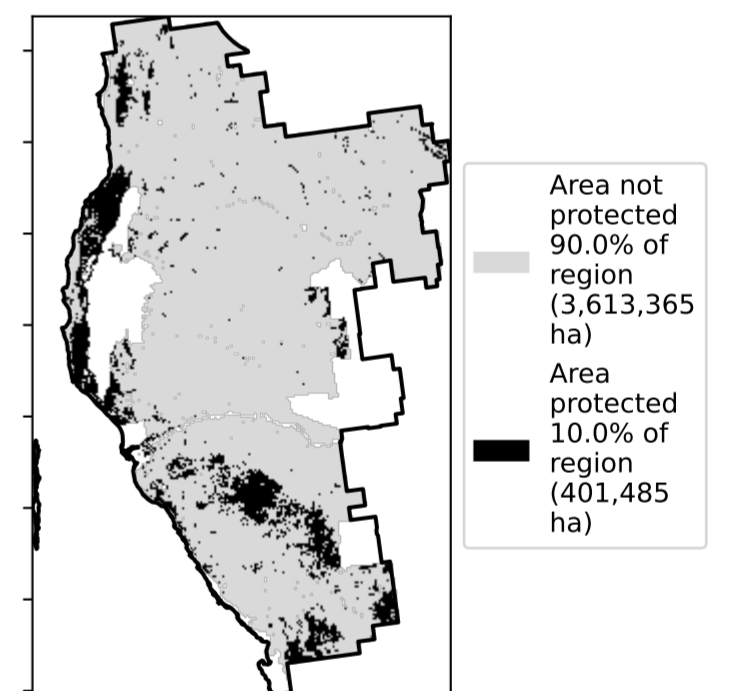 Area not
protected
90.0% of
region
(3,613,365
ha)
Area
protected
10.0% of
region
(401,485
ha)